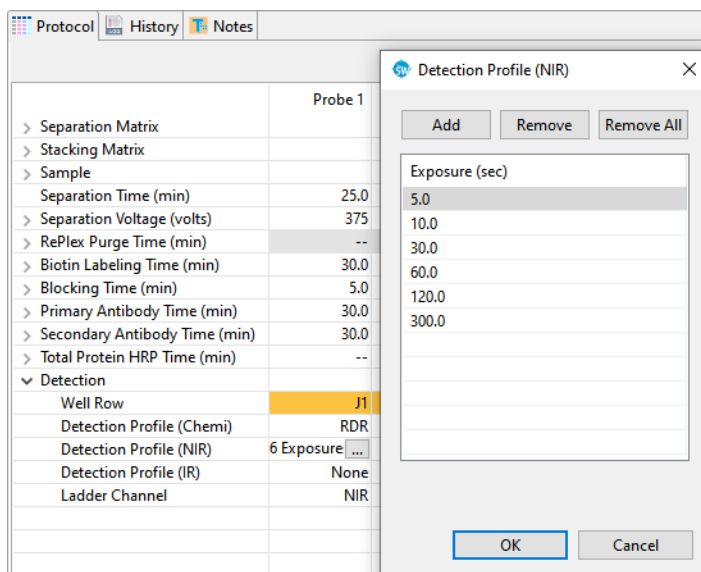 Protocol History Notes
Probe 1
Separation Matrix
Stacking Matrix
Sample
Separation Time (min) 25.0
Separation Voltage (volts) 375
RePlex Purge Time (min) --
Biotin Labeling Time (min) 30.0
Blocking Time (min) 5.0
Primary Antibody Time (min) 30.0
Secondary Antibody Time (min) 30.0
Total Protein HRP Time (min) --
Detection
Well Row J1
Detection Profile (Chemi) RDR
Detection Profile (NIR) 6 Exposure ...
Detection Profile (IR) None
Ladder Channel NIR
SW Detection Profile (NIR)
Add Remove Remove All
Exposure (sec)
5.0
10.0
30.0
60.0
120.0
300.0
OK Cancel